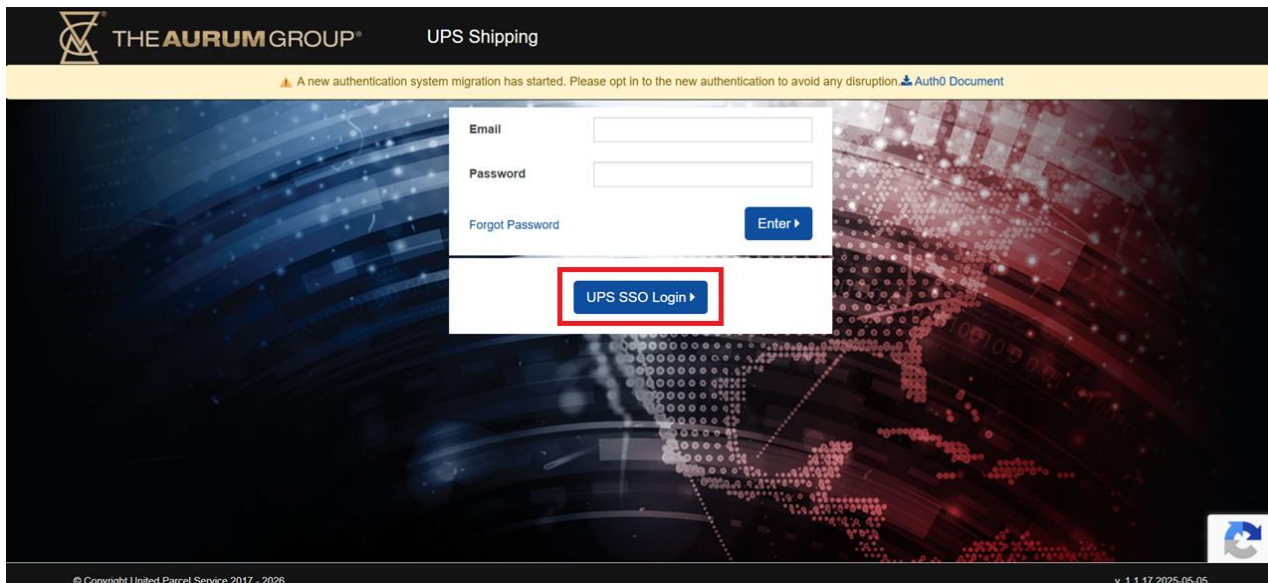 THE AURUM GROUP®
UPS Shipping
A new authentication system migration has started. Please opt in to the new authentication to avoid any disruption. Auth0 Document
Email
Password
Forgot Password
Enter
UPS SSO Login
© Copyright United Parcel Service 2017 - 2026
v. 1.1.17 2025-05-05